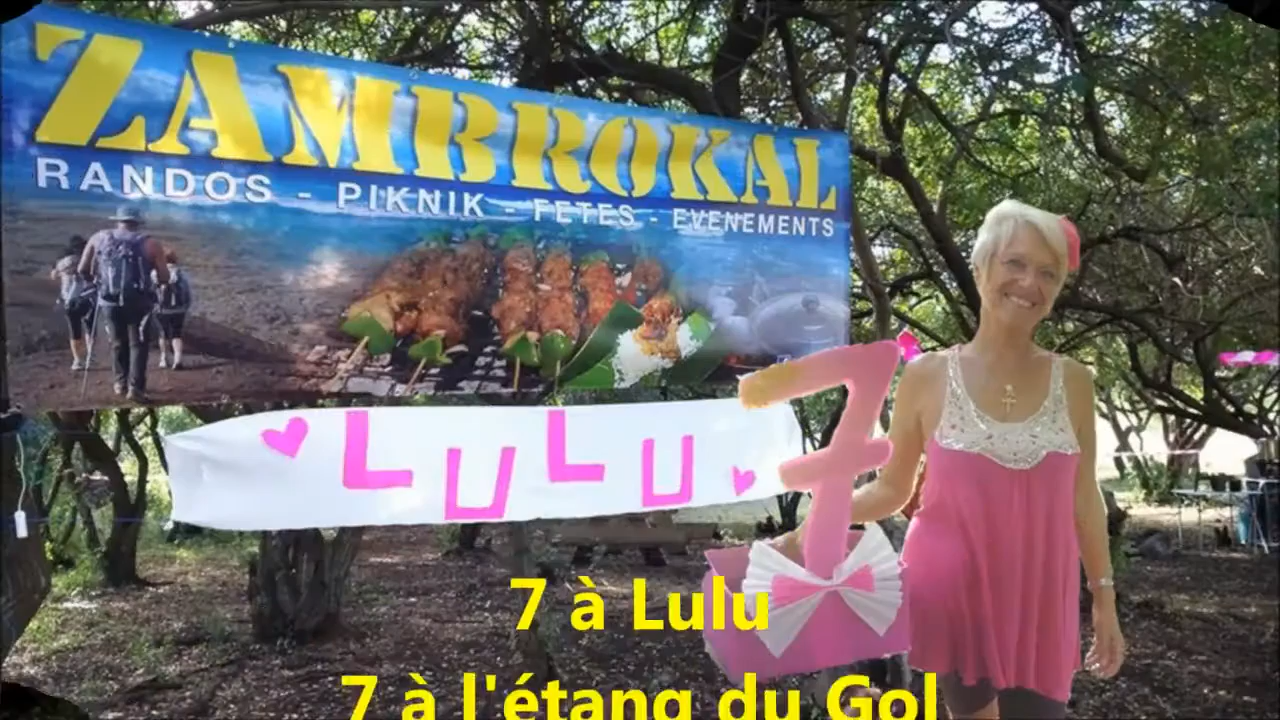 ZAMBROKAL
RANDOS - PIKNIK - FETES - EVENEMENTS
LULU
7
7 à Lulu
7 à l'étang du Gol